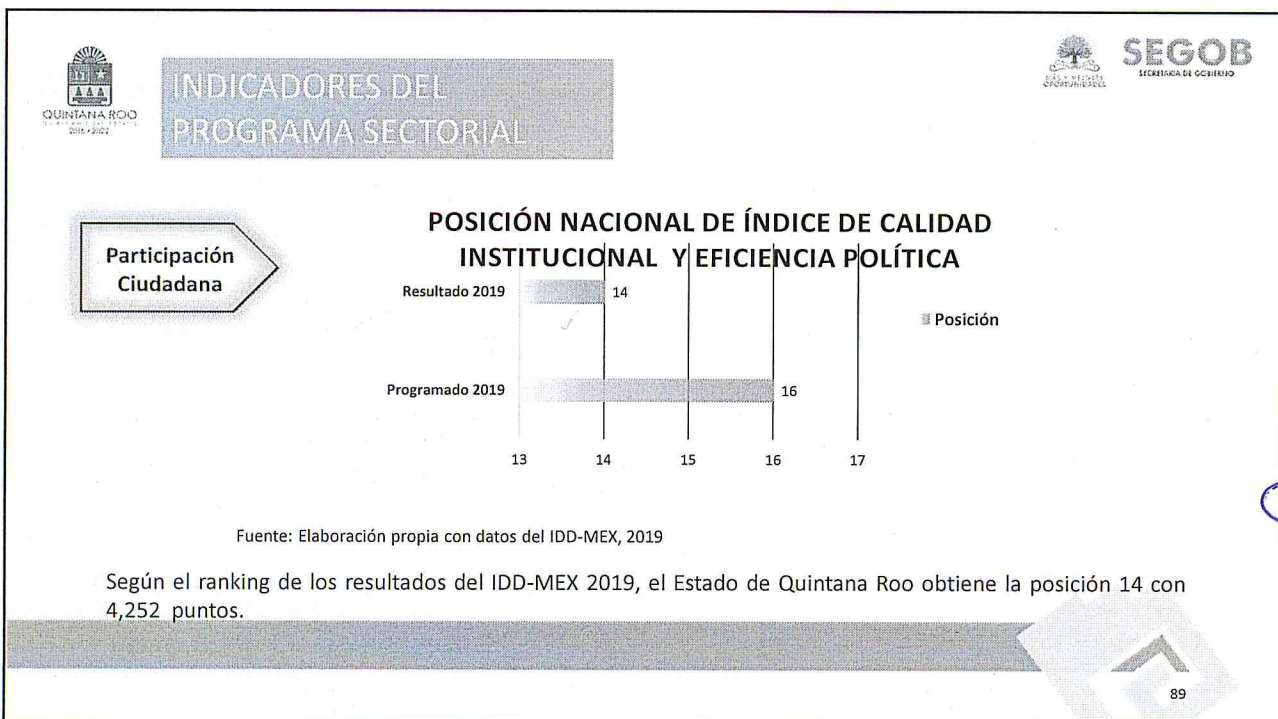 QUINTANA ROO
INDICADORES DEL
PROGRAMA SECTORIAL
SEGOB
SECRETARÍA DE GOBIERNO
MÁS Y MEJORES
OPORTUNIDADES
Participación
Ciudadana
POSICIÓN NACIONAL DE ÍNDICE DE CALIDAD
INSTITUCIONAL Y EFICIENCIA POLÍTICA
Resultado 2019
14
Posición
Programado 2019
16
13 14 15 16 17
Fuente: Elaboración propia con datos del IDD-MEX, 2019
Según el ranking de los resultados del IDD-MEX 2019, el Estado de Quintana Roo obtiene la posición 14 con
4,252 puntos.
89